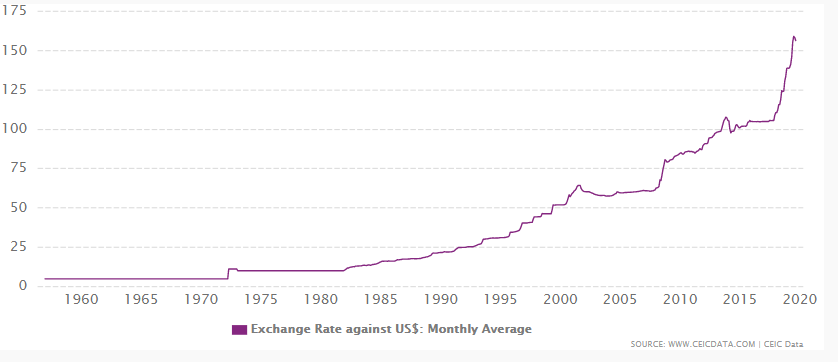 175
150
125
100
75
50
25
0
1960 1965 1970 1975 1980 1985 1990 1995 2000 2005 2010 2015 2020
Exchange Rate against US$: Monthly Average
SOURCE: WWW.CEICDATA.COM | CEIC Data